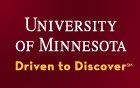 UNIVERSITY
OF MINNESOTA
Driven to Discover℠